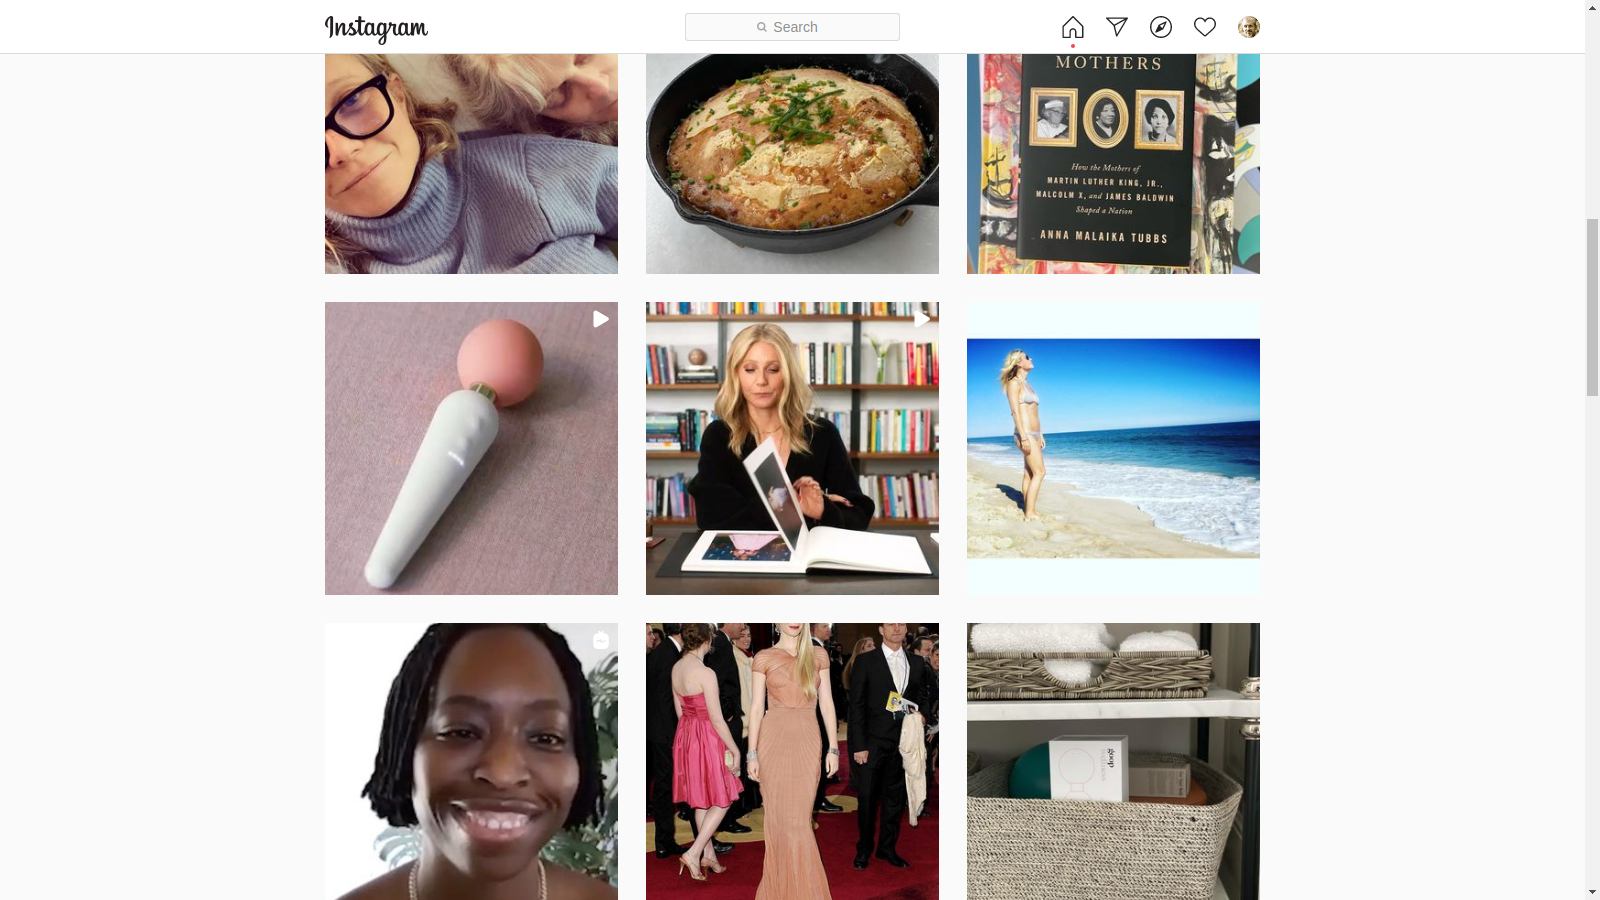 Instagram
Search
MOTHERS
How the Mothers of
MARTIN LUTHER KING, JR.,
MALCOLM X, and JAMES BALDWIN
Shaped a Nation
ANNA MALAIKA TUBBS
goop